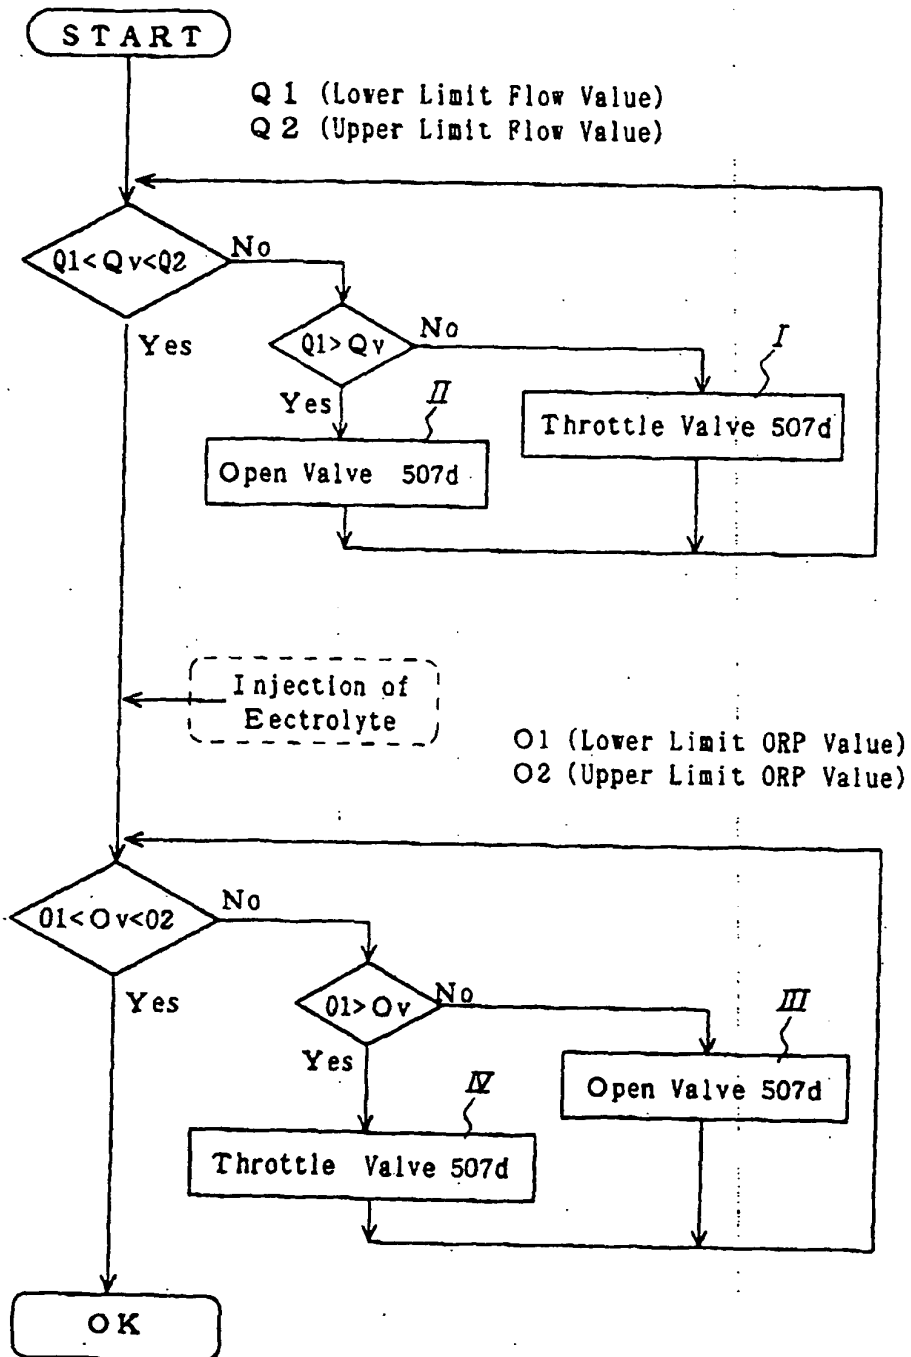 START
Q1 (Lower Limit Flow Value)
Q2 (Upper Limit Flow Value)
Q1<Qv<Q2
No
Yes
Q1>Qv
No
Yes
I
Throttle Valve 507d
II
Open Valve 507d
Injection of
Eectrolyte
O1 (Lower Limit ORP Value)
O2 (Upper Limit ORP Value)
O1<Ov<O2
No
Yes
O1>Ov
No
Yes
III
Open Valve 507d
IV
Throttle Valve 507d
OK